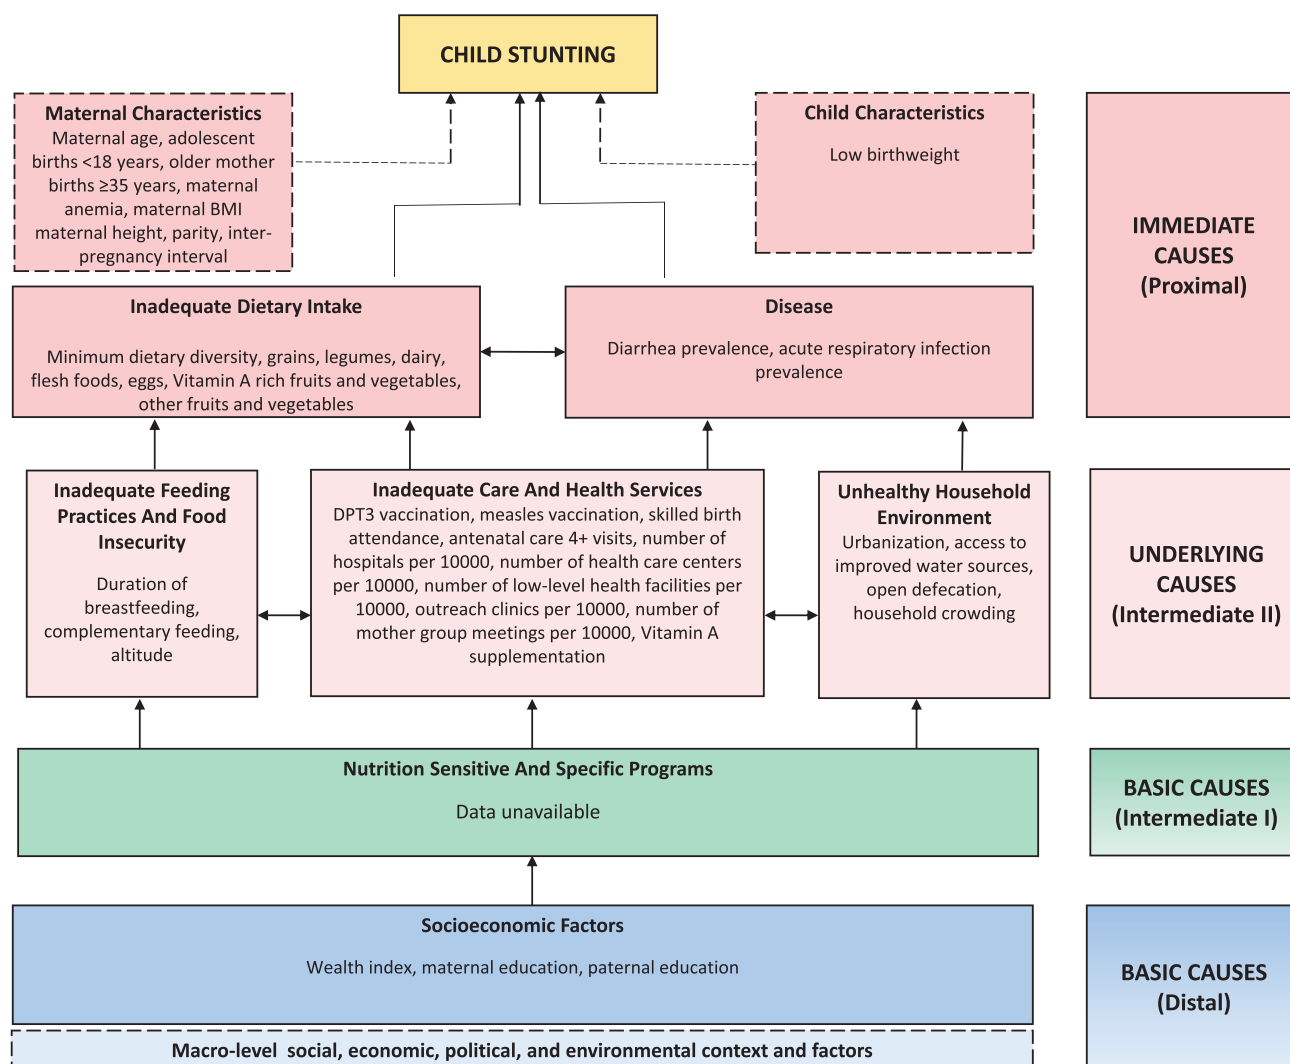 CHILD STUNTING
Maternal Characteristics
Maternal age, adolescent
births <18 years, older mother
births ≥35 years, maternal
anemia, maternal BMI
maternal height, parity, inter-
pregnancy interval
Child Characteristics
Low birthweight
IMMEDIATE
CAUSES
(Proximal)
Inadequate Dietary Intake
Minimum dietary diversity, grains, legumes, dairy,
flesh foods, eggs, Vitamin A rich fruits and vegetables,
other fruits and vegetables
Disease
Diarrhea prevalence, acute respiratory infection
prevalence
Inadequate Feeding
Practices And Food
Insecurity
Duration of
breastfeeding,
complementary feeding,
altitude
Inadequate Care And Health Services
DPT3 vaccination, measles vaccination, skilled birth
attendance, antenatal care 4+ visits, number of
hospitals per 10000, number of health care centers
per 10000, number of low-level health facilities per
10000, outreach clinics per 10000, number of
mother group meetings per 10000, Vitamin A
supplementation
Unhealthy Household
Environment
Urbanization, access to
improved water sources,
open defecation,
household crowding
UNDERLYING
CAUSES
(Intermediate II)
Nutrition Sensitive And Specific Programs
Data unavailable
BASIC CAUSES
(Intermediate I)
Socioeconomic Factors
Wealth index, maternal education, paternal education
BASIC CAUSES
(Distal)
Macro-level social, economic, political, and environmental context and factors